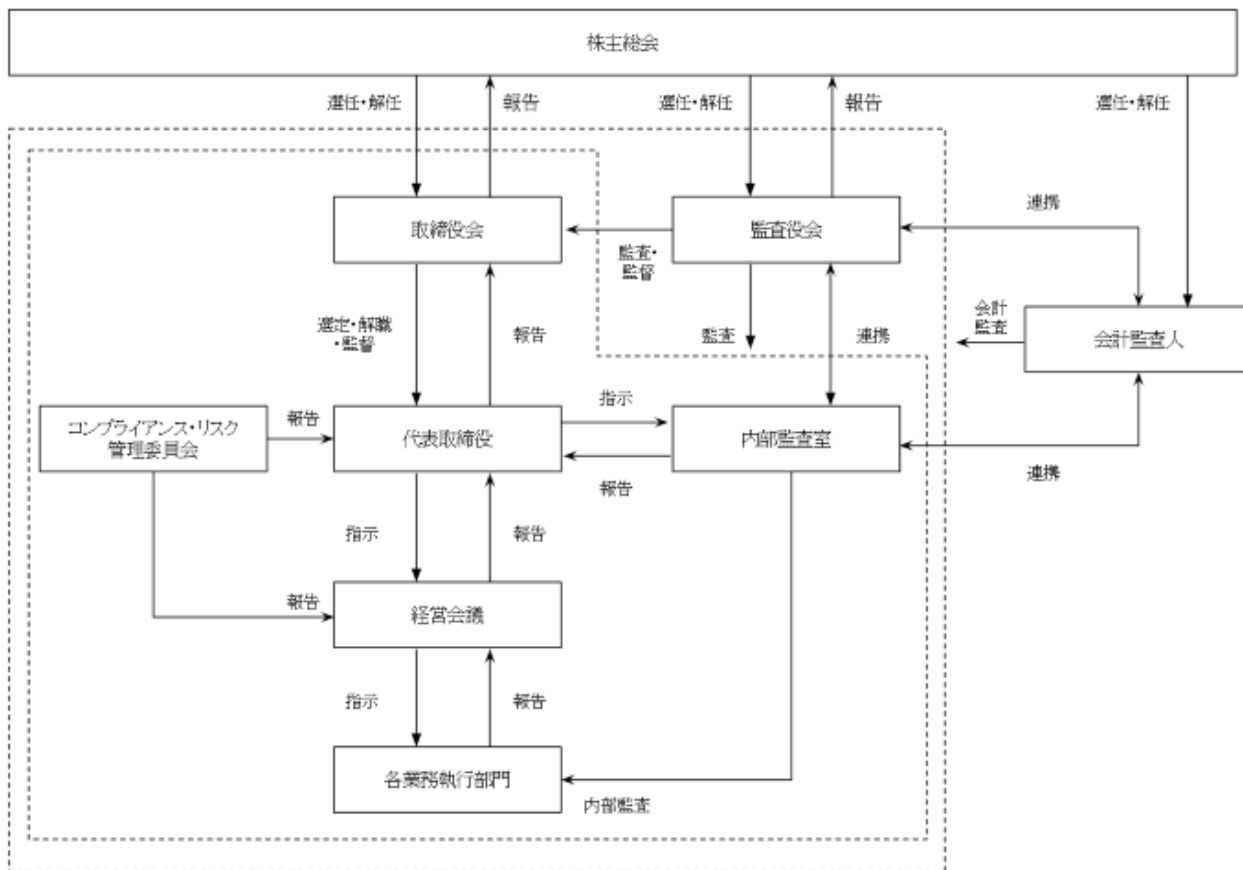 株主総会
選任・解任
報告
選任・解任
報告
選任・解任
取締役会
監査・
監督
監査役会
連携
選定・解職
・監督
報告
監査
連携
会計
監査
会計監査人
コンプライアンス・リスク
管理委員会
報告
代表取締役
指示
報告
内部監査室
連携
指示
報告
報告
経営会議
指示
報告
各業務執行部門
内部監査